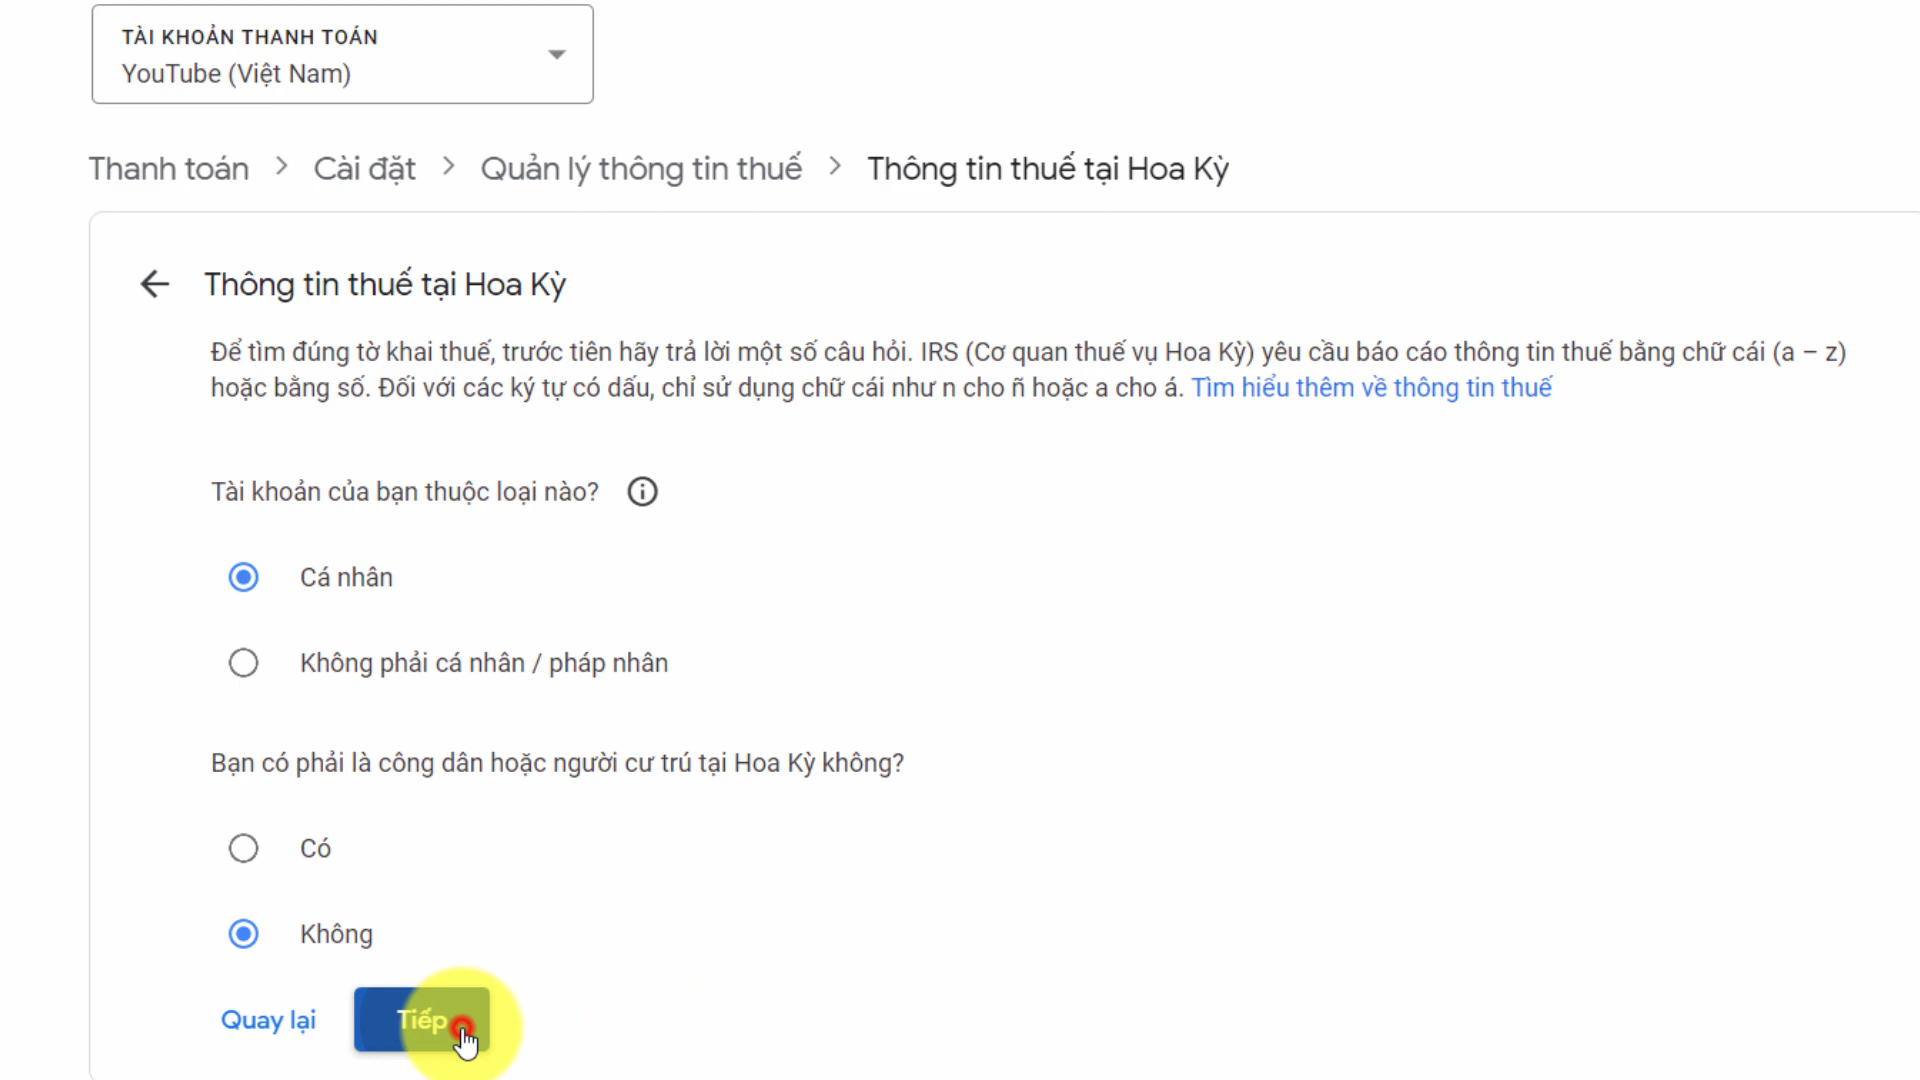 TÀI KHOẢN THANH TOÁN
YouTube (Việt Nam)
Thanh toán > Cài đặt > Quản lý thông tin thuế > Thông tin thuế tại Hoa Kỳ
Thông tin thuế tại Hoa Kỳ
Để tìm đúng tờ khai thuế, trước tiên hãy trả lời một số câu hỏi. IRS (Cơ quan thuế vụ Hoa Kỳ) yêu cầu báo cáo thông tin thuế bằng chữ cái (a – z)
hoặc bằng số. Đối với các ký tự có dấu, chỉ sử dụng chữ cái như n cho ñ hoặc a cho á. Tìm hiểu thêm về thông tin thuế
Tài khoản của bạn thuộc loại nào?
Cá nhân
Không phải cá nhân / pháp nhân
Bạn có phải là công dân hoặc người cư trú tại Hoa Kỳ không?
Có
Không
Quay lại Tiếp